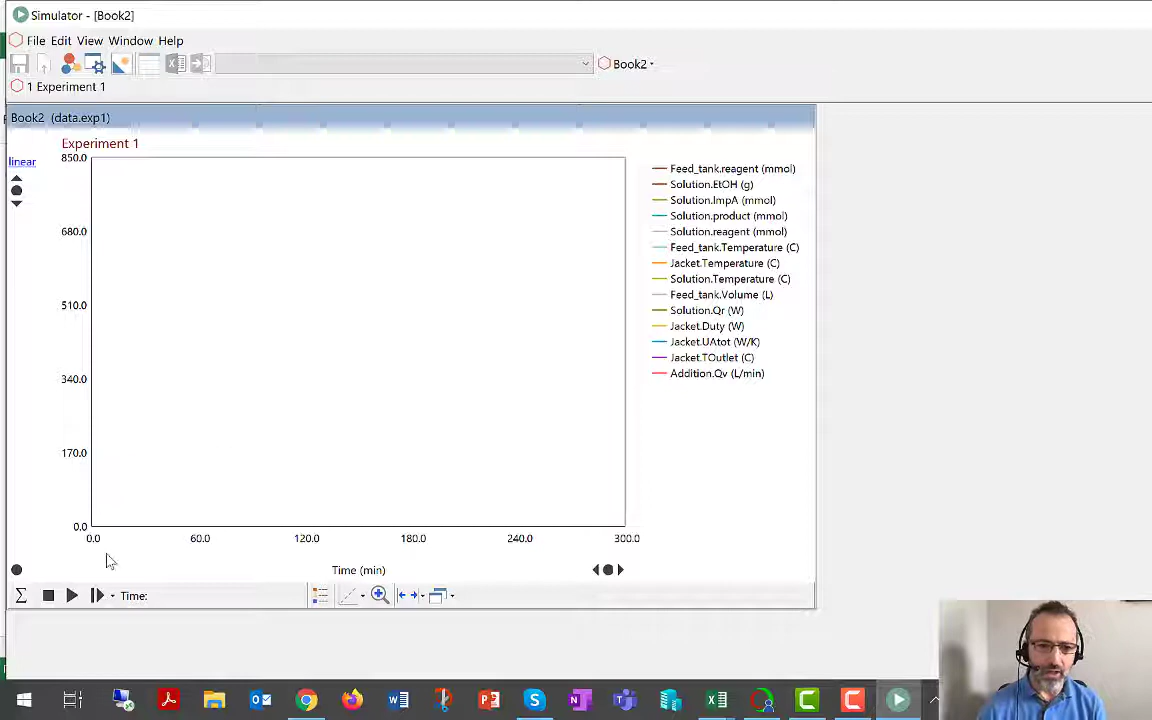 Simulator - [Book2]
File Edit View Window Help
Book2
1 Experiment 1
Book2 (data.exp1)
Experiment 1
linear
850.0
680.0
510.0
340.0
170.0
0.0
0.0 60.0 120.0 180.0 240.0 300.0
Time (min)
Feed_tank.reagent (mmol)
Solution.EtOH (g)
Solution.ImpA (mmol)
Solution.product (mmol)
Solution.reagent (mmol)
Feed_tank.Temperature (C)
Jacket.Temperature (C)
Solution.Temperature (C)
Feed_tank.Volume (L)
Solution.Qr (W)
Jacket.Duty (W)
Jacket.UAtot (W/K)
Jacket.TOutlet (C)
Addition.Qv (L/min)
Time: